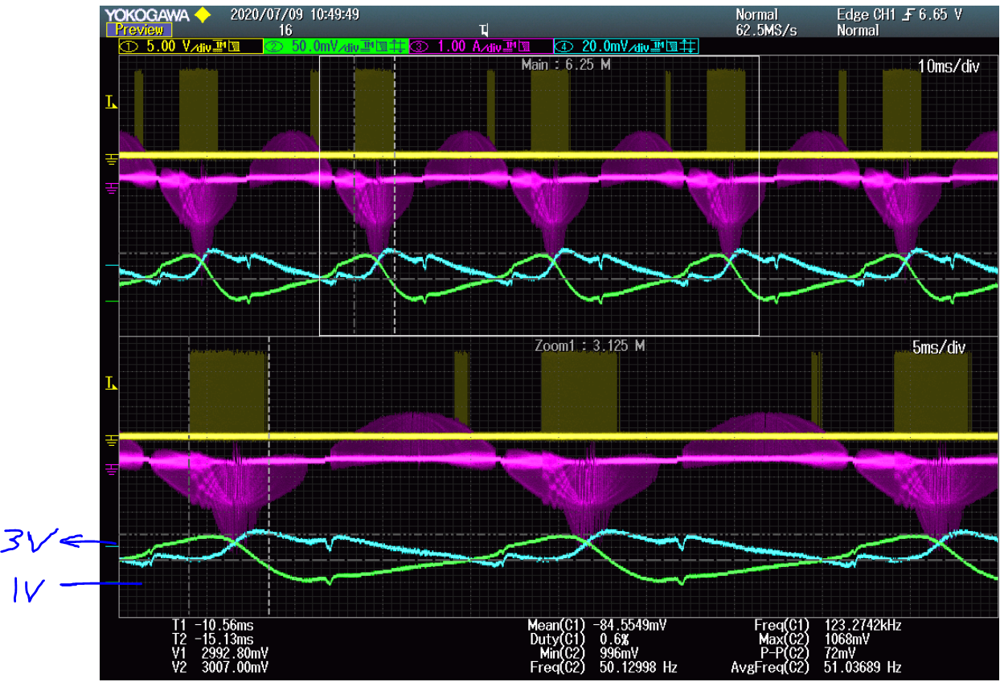 YOKOGAWA 2020/07/09 10:49:49 Normal Edge CH1 6.65 V
Preview 16 T 62.5MS/s Normal
1 5.00 V/div 1M 2 50.0mV/div 1M 3 1.00 A/div 1M 4 20.0mV/div 1M
Main : 6.25 M 10ms/div
T
Zoom1 : 3.125 M 5ms/div
T
3V
1V
T1 -10.56ms Mean(C1) -84.5549mV Freq(C1) 123.2742kHz
T2 -15.13ms Duty(C1) 0.6% Max(C2) 1068mV
V1 2992.80mV Min(C2) 996mV P-P(C2) 72mV
V2 3007.00mV Freq(C2) 50.12998 Hz AvgFreq(C2) 51.03689 Hz